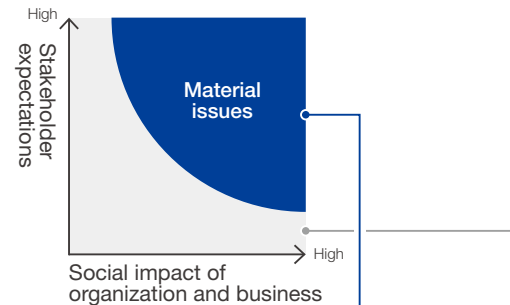 High
Stakeholder
expectations
Material
issues
High
Social impact of
organization and business